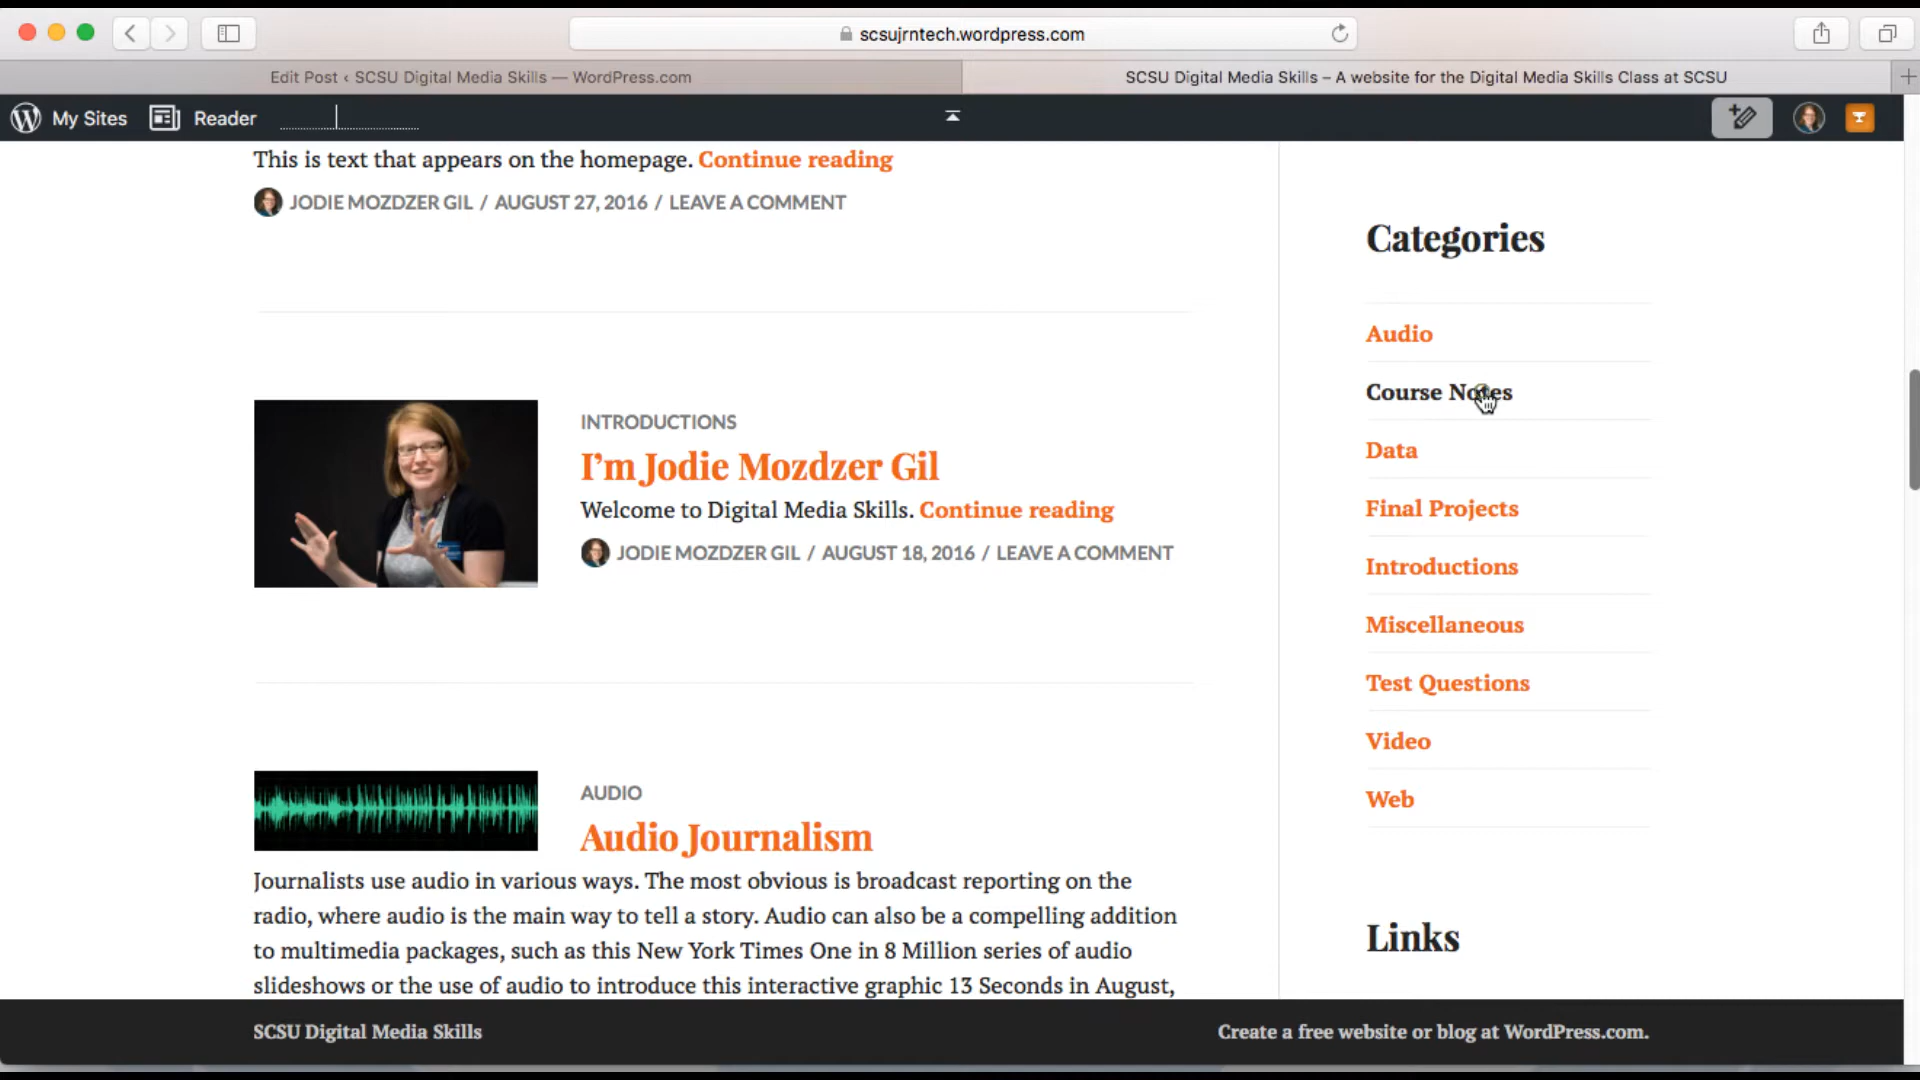 scsujrntech.wordpress.com
Edit Post ‹ SCSU Digital Media Skills — WordPress.com
SCSU Digital Media Skills – A website for the Digital Media Skills Class at SCSU
My Sites
Reader
This is text that appears on the homepage. Continue reading
JODIE MOZDZER GIL / AUGUST 27, 2016 / LEAVE A COMMENT
INTRODUCTIONS
I’m Jodie Mozdzer Gil
Welcome to Digital Media Skills. Continue reading
JODIE MOZDZER GIL / AUGUST 18, 2016 / LEAVE A COMMENT
AUDIO
Audio Journalism
Journalists use audio in various ways. The most obvious is broadcast reporting on the
radio, where audio is the main way to tell a story. Audio can also be a compelling addition
to multimedia packages, such as this New York Times One in 8 Million series of audio
slideshows or the use of audio to introduce this interactive graphic 13 Seconds in August,
Categories
Audio
Course Notes
Data
Final Projects
Introductions
Miscellaneous
Test Questions
Video
Web
Links
SCSU Digital Media Skills
Create a free website or blog at WordPress.com.